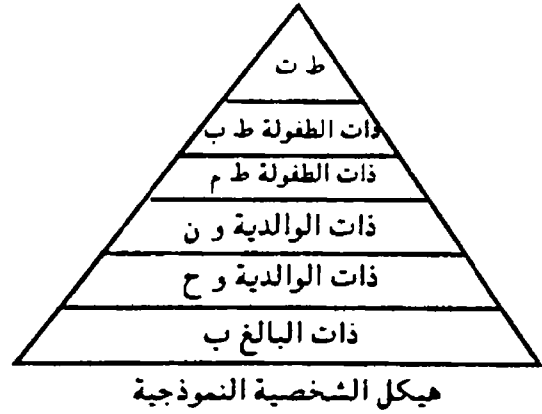 ط ت
ذات الطفولة ط ب
ذات الطفولة ط م
ذات الوالدية و ن
ذات الوالدية و ح
ذات البالغ ب
هيكل الشخصية النموذجية